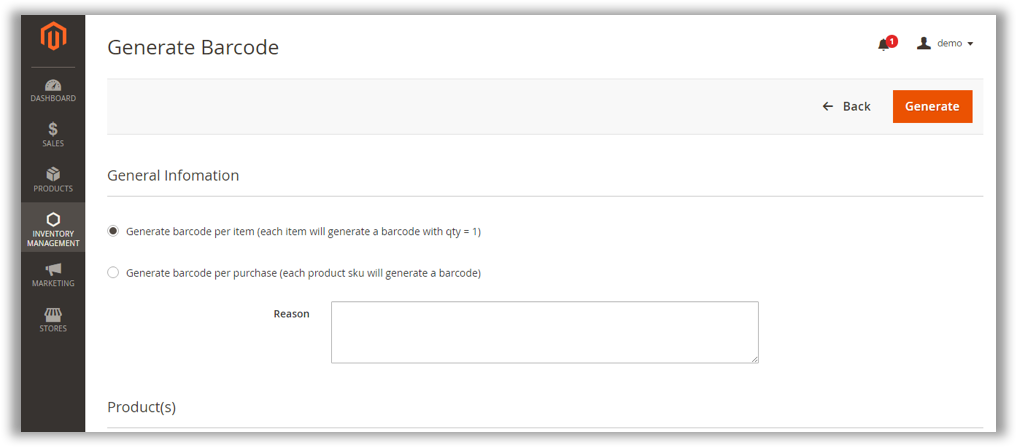 Generate Barcode
1
demo
Back
Generate
DASHBOARD
SALES
PRODUCTS
INVENTORY
MANAGEMENT
MARKETING
STORES
General Infomation
Generate barcode per item (each item will generate a barcode with qty = 1)
Generate barcode per purchase (each product sku will generate a barcode)
Reason
Product(s)